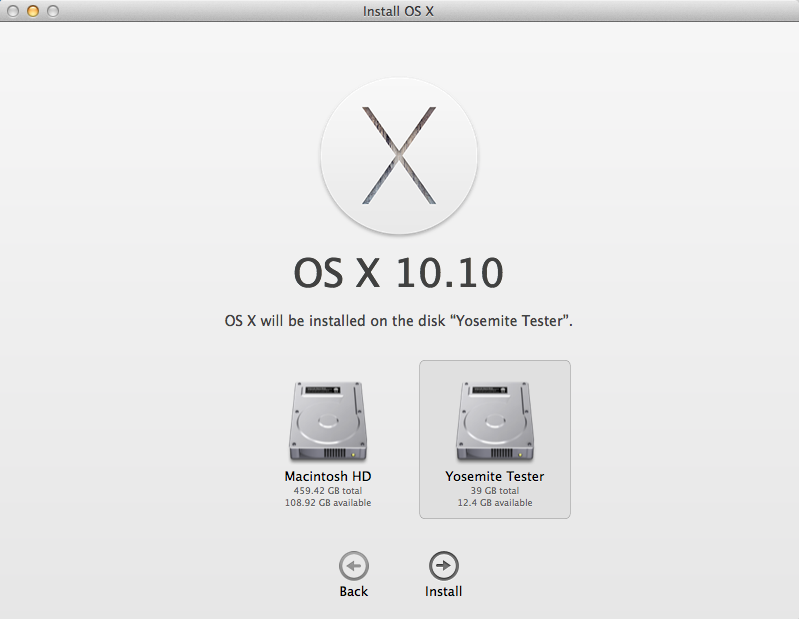 Install OS X
OS X 10.10
OS X will be installed on the disk “Yosemite Tester”.
Macintosh HD
459.42 GB total
108.92 GB available
Yosemite Tester
39 GB total
12.4 GB available
Back
Install